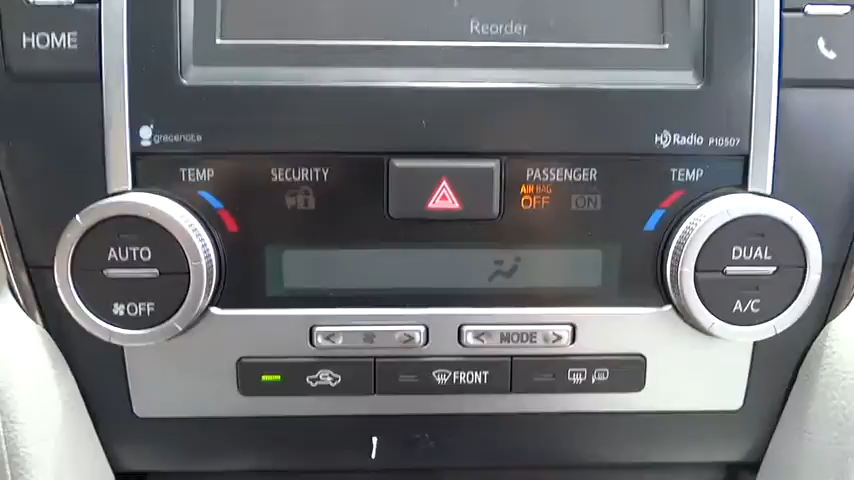 Reorder
HOME
gracenote
HD Radio P10507
TEMP SECURITY PASSENGER TEMP
AIR BAG
OFF ON
AUTO
OFF
DUAL
A/C
MODE
FRONT